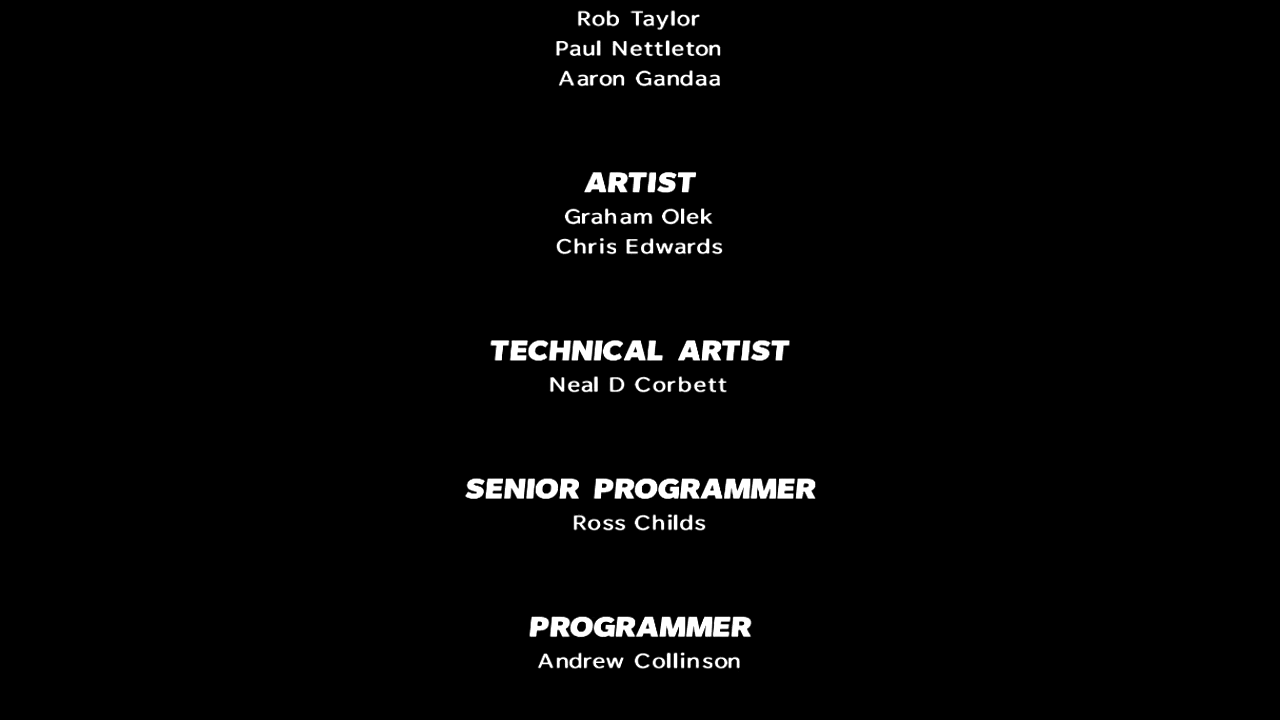 Rob Taylor
Paul Nettleton
Aaron Gandaa
ARTIST
Graham Olek
Chris Edwards
TECHNICAL ARTIST
Neal D Corbett
SENIOR PROGRAMMER
Ross Childs
PROGRAMMER
Andrew Collinson